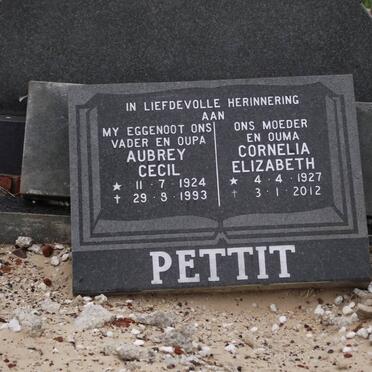 IN LIEFDEVOLLE HERINNERING
AAN
MY EGGENOOT ONS
VADER EN OUPA
AUBREY
CECIL
★ 11·7·1924
† 29·9·1993
ONS MOEDER
EN OUMA
CORNELIA
ELIZABETH
★ 4·4·1927
† 3·1·2012
PETTIT